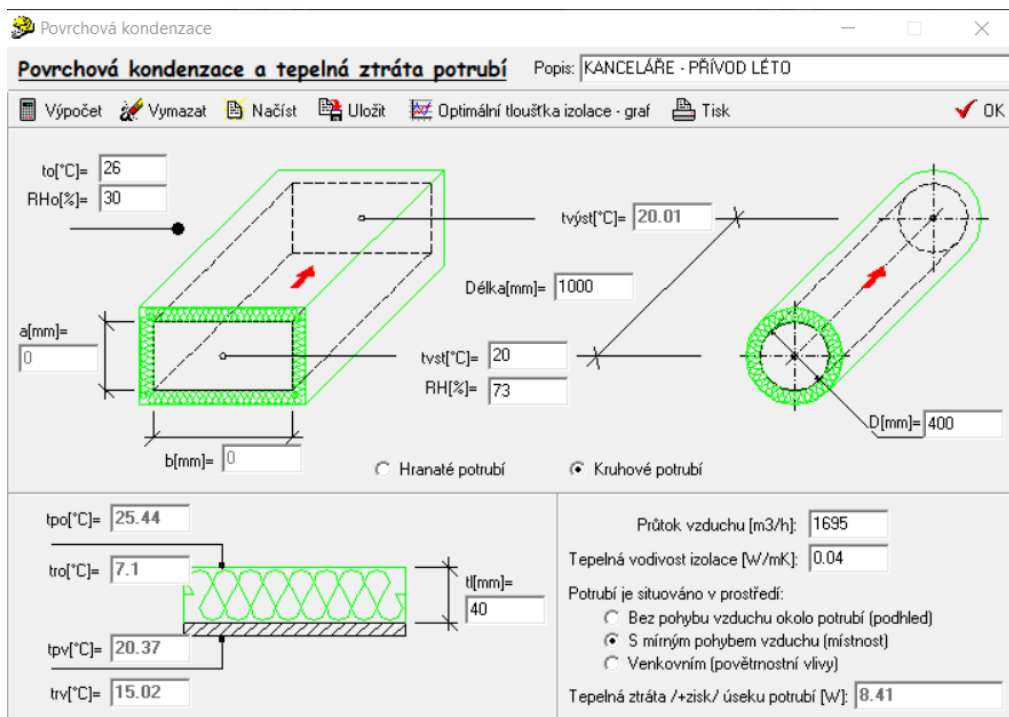 Povrchová kondenzace
Povrchová kondenzace a tepelná ztráta potrubí Popis: KANCELÁŘE - PŘÍVOD LÉTO
Výpočet Vymazat Načíst Uložit Optimální tloušťka izolace - graf Tisk OK
to[°C]= 26
RHo[%]= 30
tvýst[°C]= 20.01
Délka[mm]= 1000
a[mm]=
0
tvst[°C]= 20
RH[%]= 73
D[mm]= 400
b[mm]= 0
Hranaté potrubí Kruhové potrubí
tpo[°C]= 25.44
tro[°C]= 7.1
tl[mm]=
40
tpv[°C]= 20.37
trv[°C]= 15.02
Průtok vzduchu [m3/h]: 1695
Tepelná vodivost izolace [W/mK]: 0.04
Potrubí je situováno v prostředí:
Bez pohybu vzduchu okolo potrubí (podhled)
S mírným pohybem vzduchu (místnost)
Venkovním (povětrnostní vlivy)
Tepelná ztráta /+zisk/ úseku potrubí [W]: 8.41